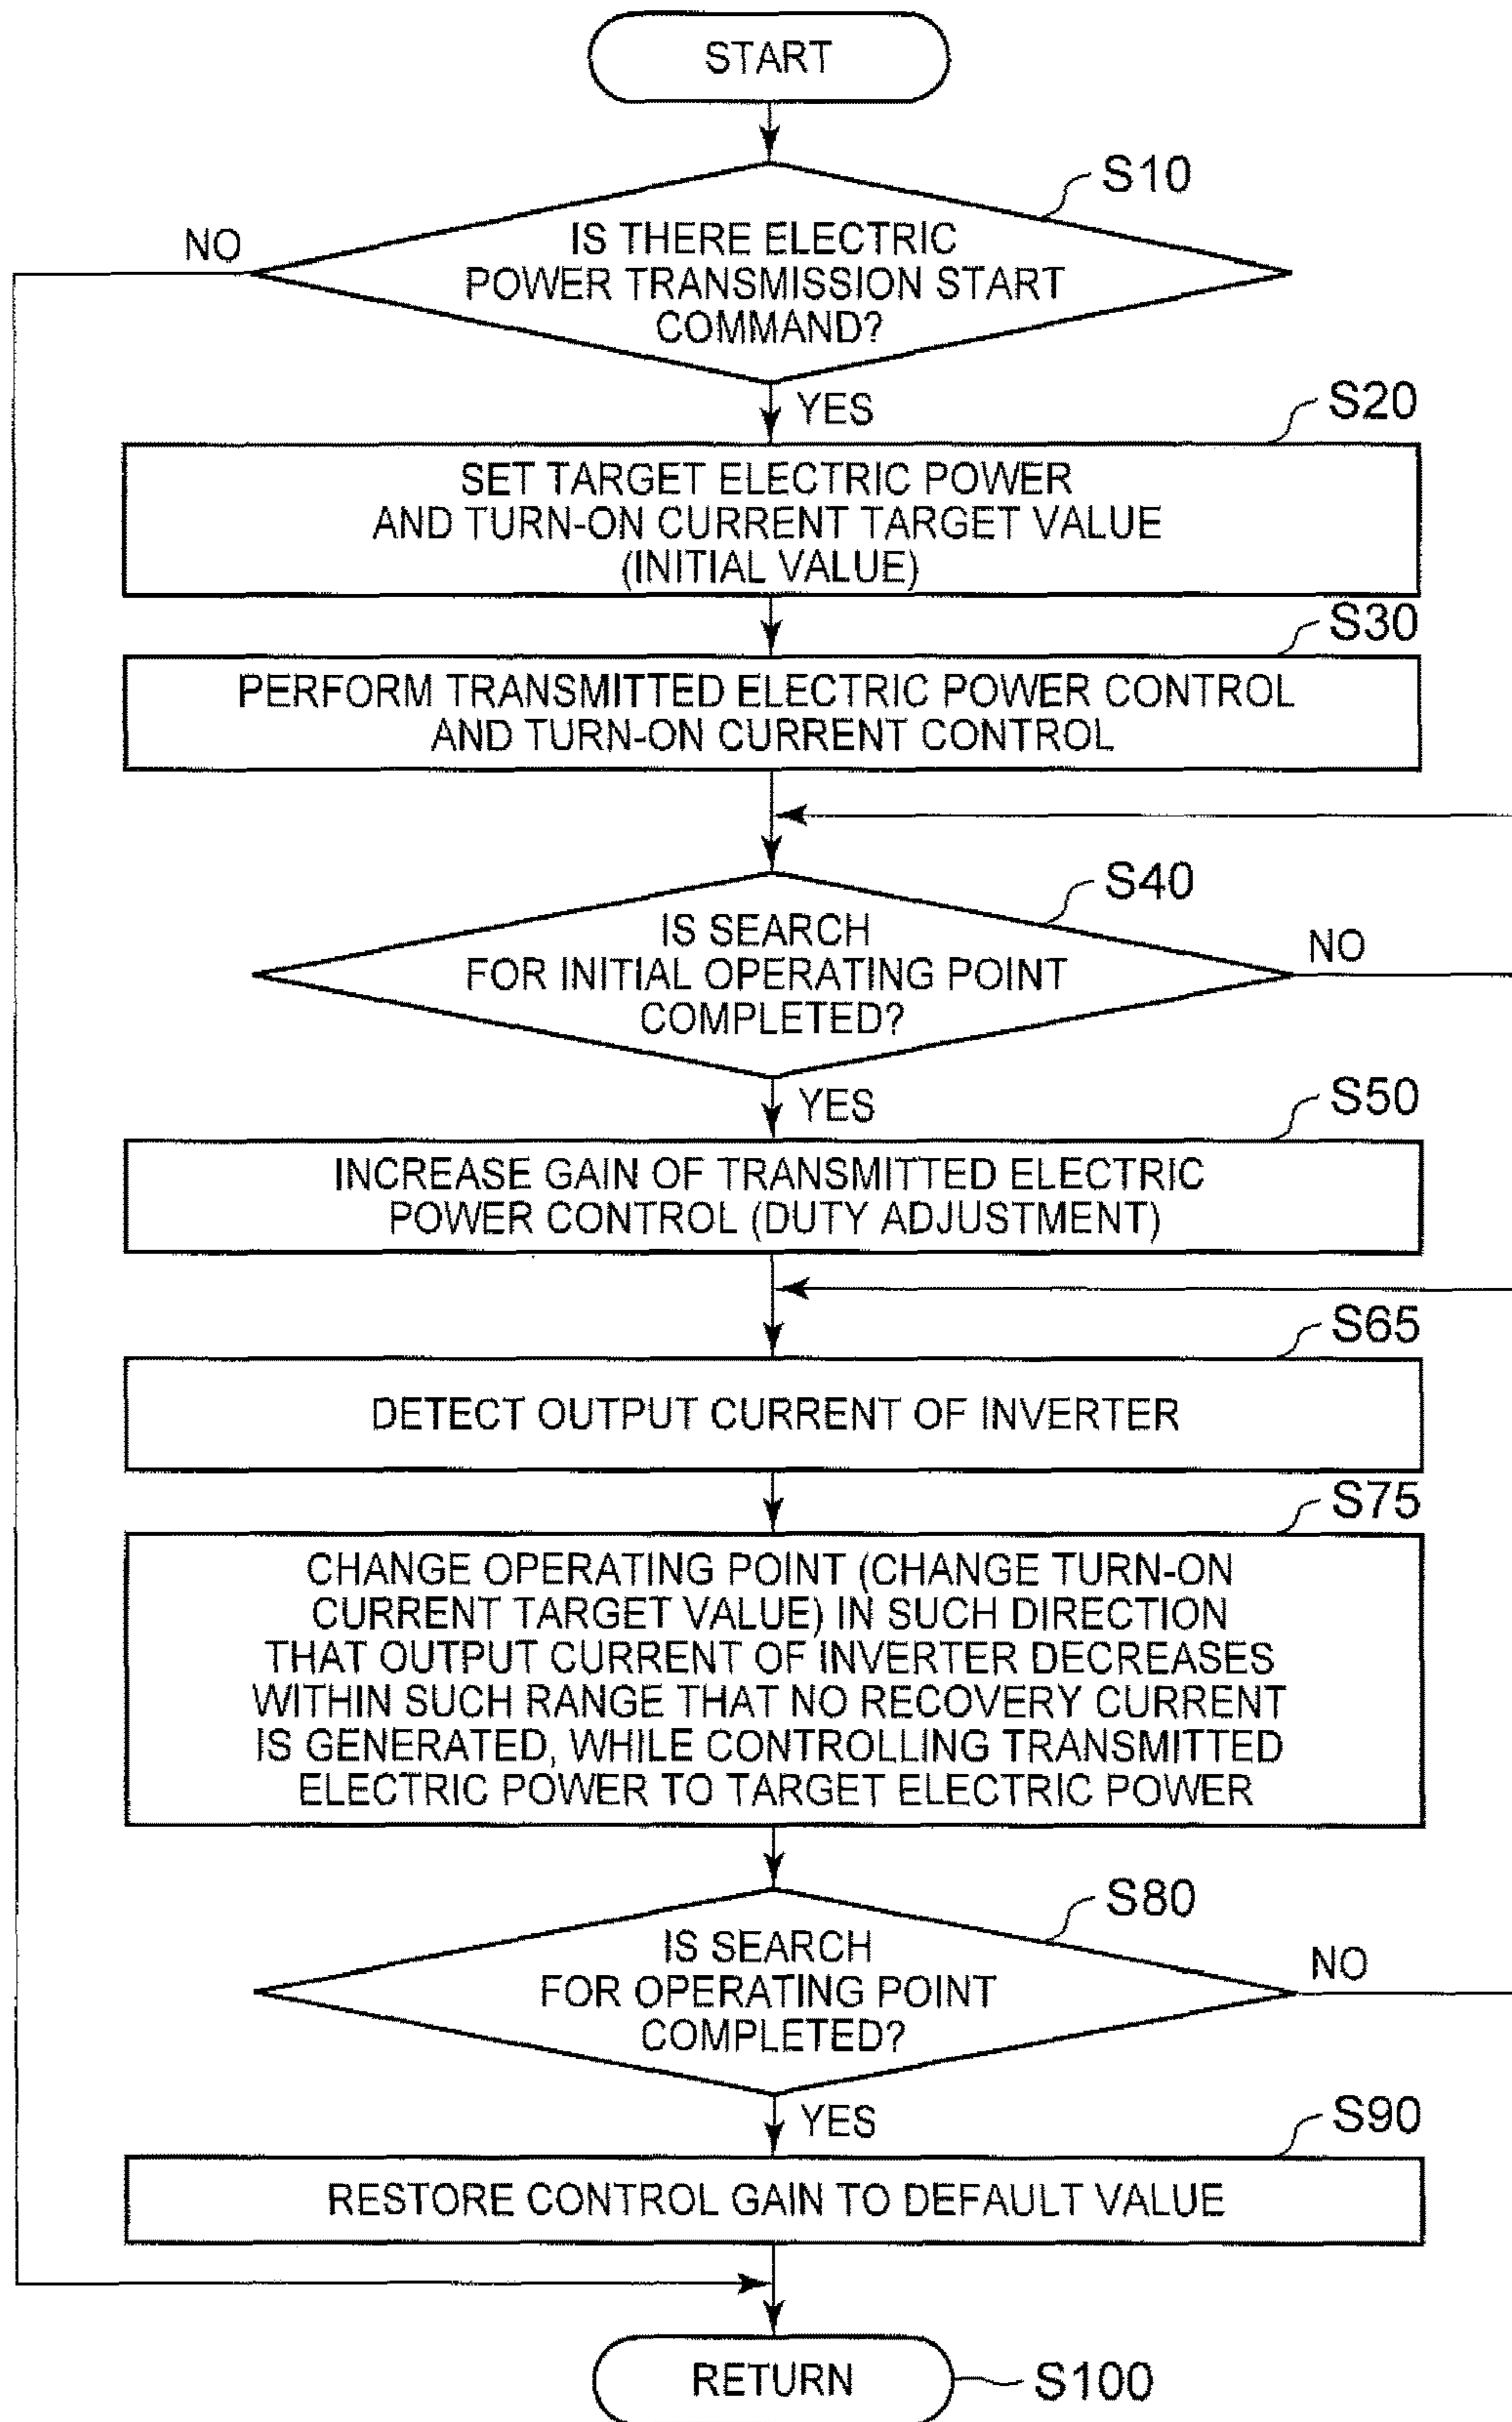 START
S10
NO
IS THERE ELECTRIC
POWER TRANSMISSION START
COMMAND?
YES
S20
SET TARGET ELECTRIC POWER
AND TURN-ON CURRENT TARGET VALUE
(INITIAL VALUE)
S30
PERFORM TRANSMITTED ELECTRIC POWER CONTROL
AND TURN-ON CURRENT CONTROL
S40
IS SEARCH
FOR INITIAL OPERATING POINT
COMPLETED?
NO
YES
S50
INCREASE GAIN OF TRANSMITTED ELECTRIC
POWER CONTROL (DUTY ADJUSTMENT)
S65
DETECT OUTPUT CURRENT OF INVERTER
S75
CHANGE OPERATING POINT (CHANGE TURN-ON
CURRENT TARGET VALUE) IN SUCH DIRECTION
THAT OUTPUT CURRENT OF INVERTER DECREASES
WITHIN SUCH RANGE THAT NO RECOVERY CURRENT
IS GENERATED, WHILE CONTROLLING TRANSMITTED
ELECTRIC POWER TO TARGET ELECTRIC POWER
S80
IS SEARCH
FOR OPERATING POINT
COMPLETED?
NO
YES
S90
RESTORE CONTROL GAIN TO DEFAULT VALUE
RETURN
S100